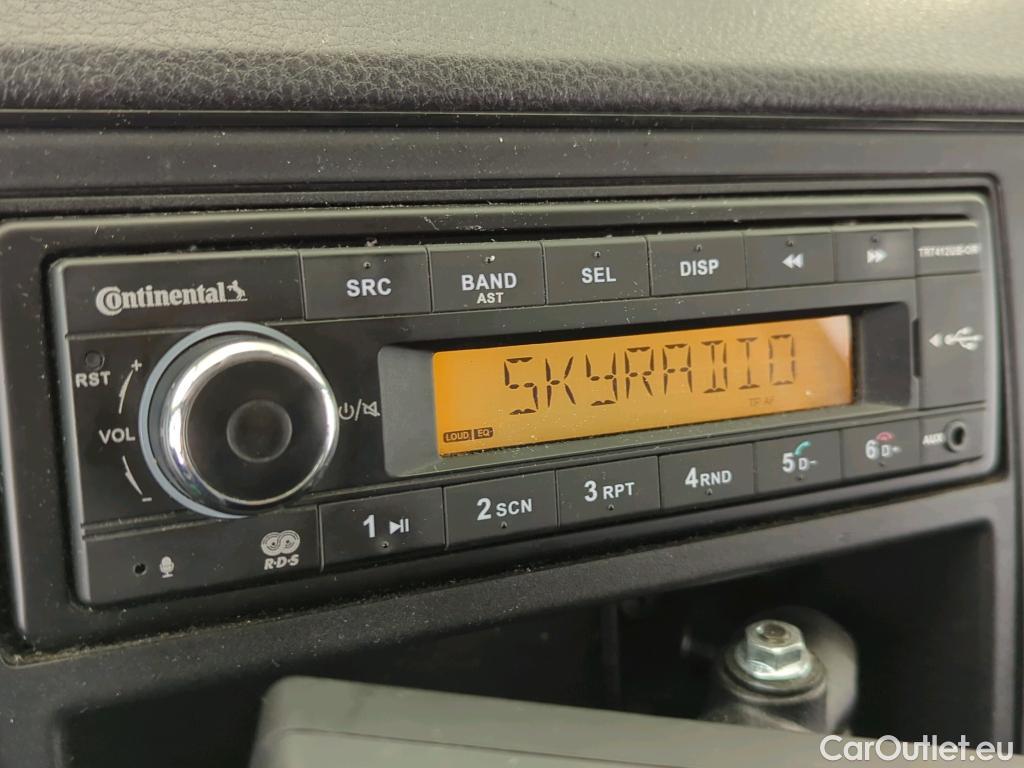 Continental
SRC
BAND
AST
SEL
DISP
TR7412UB-OR
RST
+
VOL
-
SKYRADIO
LOUD EQ
TP AF
1
2 SCN
3 RPT
4 RND
5
6
AUX
R·D·S
CarOutlet.eu